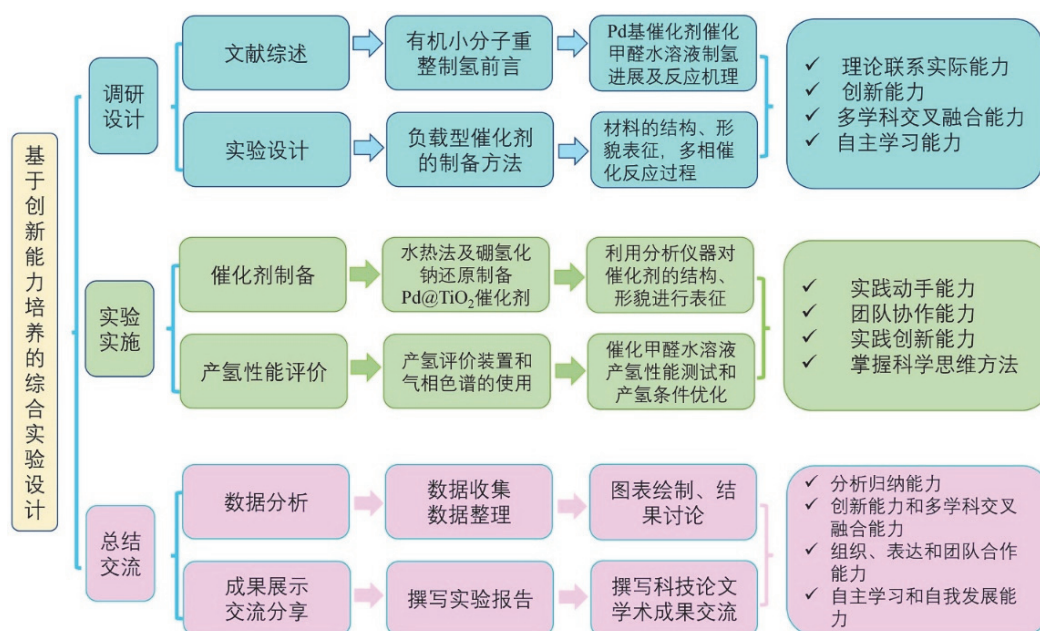 基于创新能力培养的综合实验设计
调研
设计
文献综述
有机小分子重
整制氢前言
Pd基催化剂催化
甲醛水溶液制氢
进展及反应机理
实验设计
负载型催化剂
的制备方法
材料的结构、形
貌表征，多相催
化反应过程
✓ 理论联系实际能力
✓ 创新能力
✓ 多学科交叉融合能力
✓ 自主学习能力
实验
实施
催化剂制备
水热法及硼氢化
钠还原制备
Pd@TiO₂催化剂
利用分析仪器对
催化剂的结构、
形貌进行表征
产氢性能评价
产氢评价装置和
气相色谱的使用
催化甲醛水溶液
产氢性能测试和
产氢条件优化
✓ 实践动手能力
✓ 团队协作能力
✓ 实践创新能力
✓ 掌握科学思维方法
总结
交流
数据分析
数据收集
数据整理
图表绘制、结
果讨论
成果展示
交流分享
撰写实验报告
撰写科技论文
学术成果交流
✓ 分析归纳能力
✓ 创新能力和多学科交叉
融合能力
✓ 组织、表达和团队合作
能力
✓ 自主学习和自我发展能
力